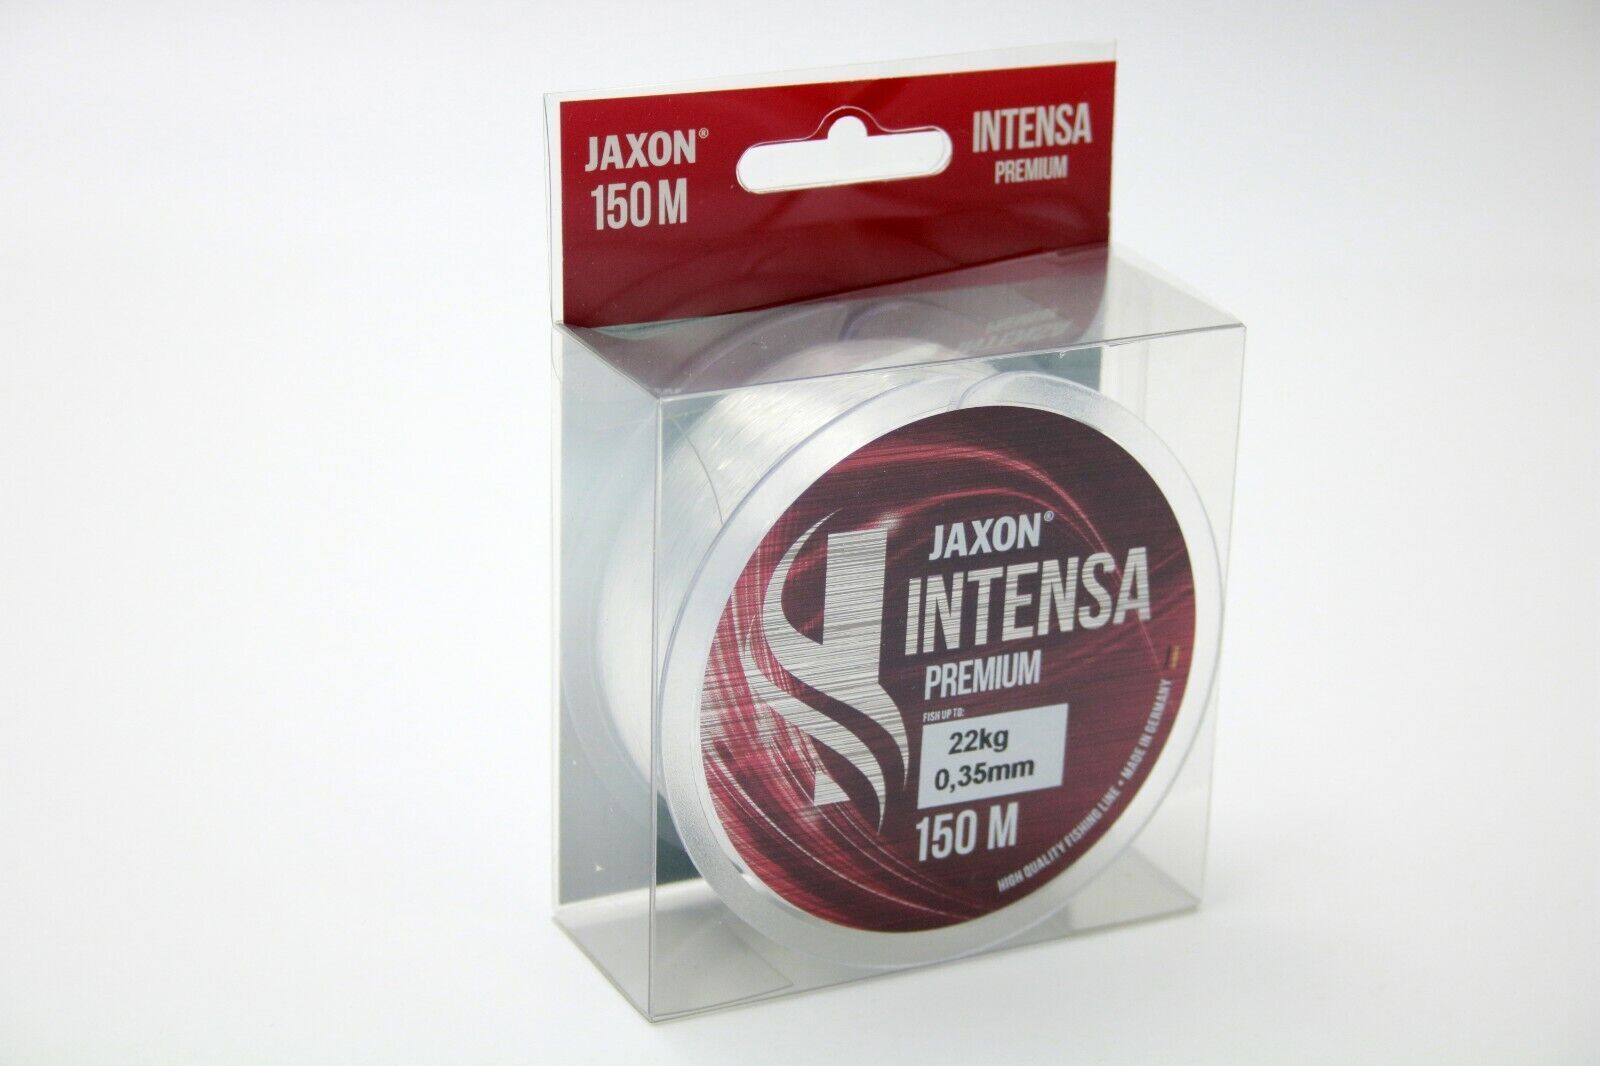 JAXON®
150 M
INTENSA
PREMIUM
JAXON®
INTENSA
PREMIUM
FISH UP TO:
22kg
0,35mm
150 M
HIGH QUALITY FISHING LINE • MADE IN GERMANY